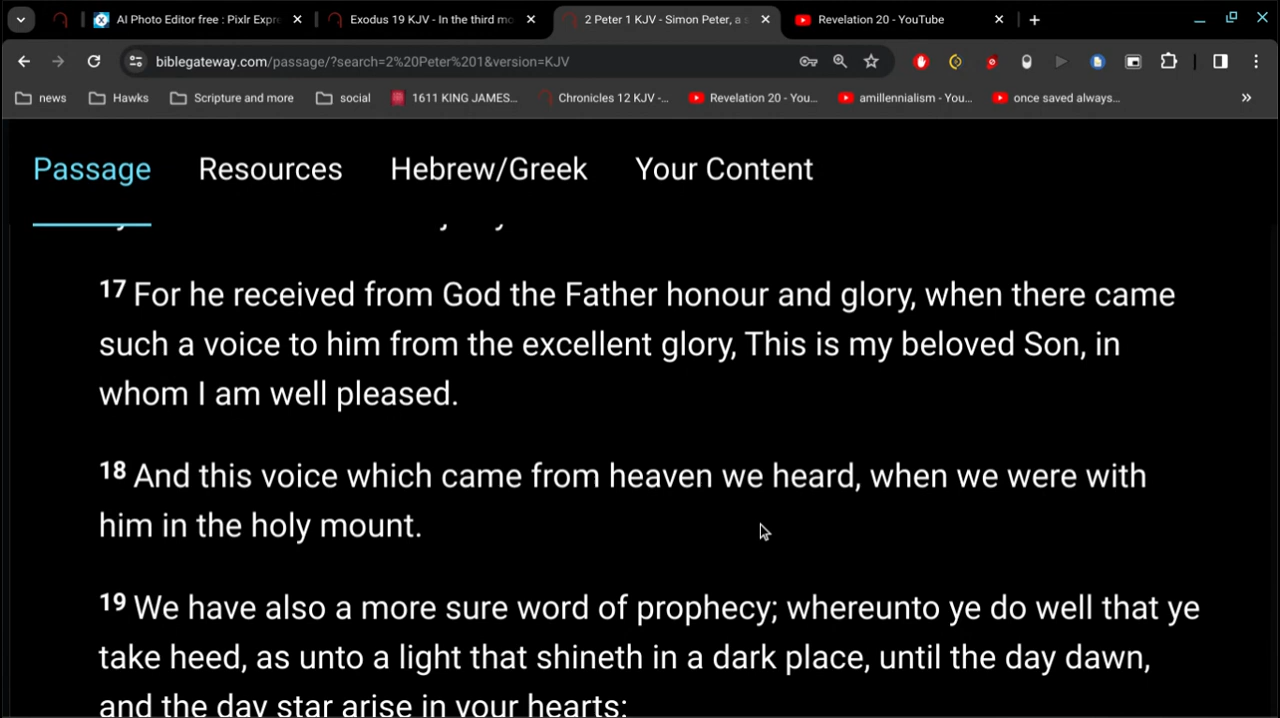 AI Photo Editor free : Pixlr Expre
Exodus 19 KJV - In the third mo
2 Peter 1 KJV - Simon Peter, a s
Revelation 20 - YouTube
biblegateway.com/passage/?search=2%20Peter%201&version=KJV
news
Hawks
Scripture and more
social
1611 KING JAMES...
Chronicles 12 KJV -...
Revelation 20 - You...
amillennialism - You...
once saved always...
Passage
Resources
Hebrew/Greek
Your Content
17 For he received from God the Father honour and glory, when there came
such a voice to him from the excellent glory, This is my beloved Son, in
whom I am well pleased.
18 And this voice which came from heaven we heard, when we were with
him in the holy mount.
19 We have also a more sure word of prophecy; whereunto ye do well that ye
take heed, as unto a light that shineth in a dark place, until the day dawn,
and the day star arise in your hearts: